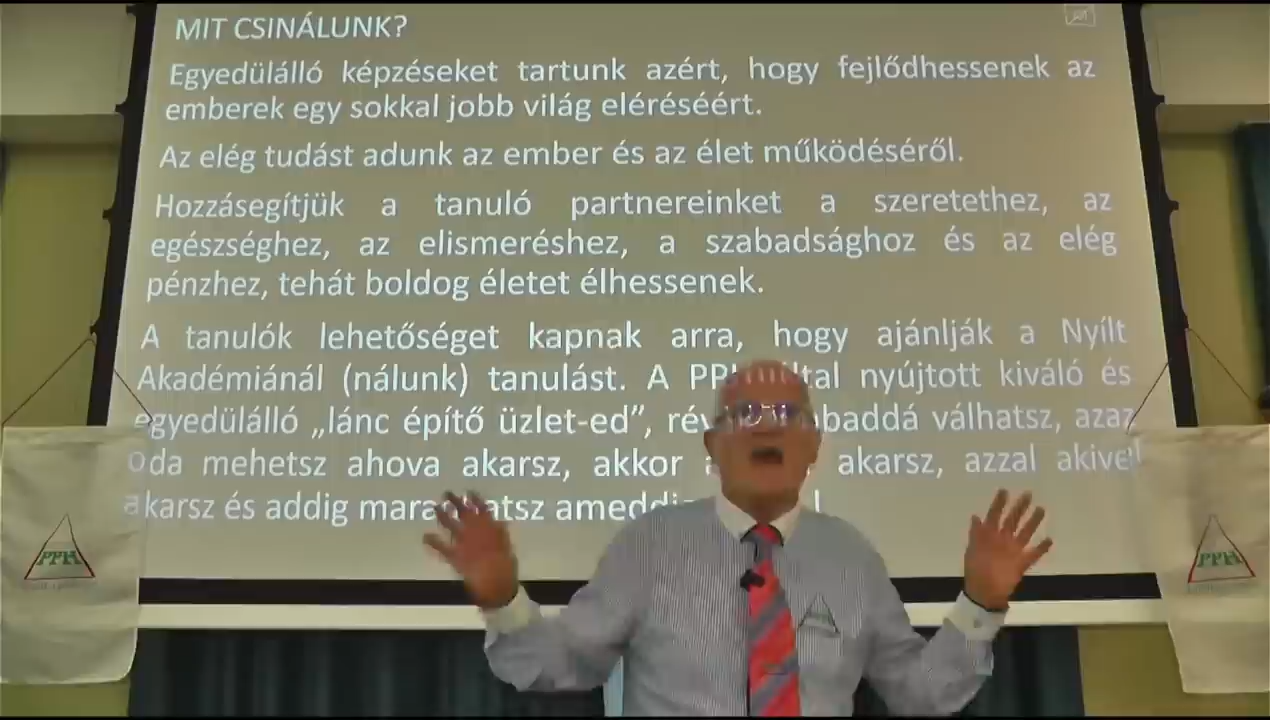 MIT CSINÁLUNK?
Egyedülálló képzéseket tartunk azért, hogy fejlődhessenek az
emberek egy sokkal jobb világ eléréséért.
Az elég tudást adunk az ember és az élet működéséről.
Hozzásegítjük a tanuló partnereinket a szeretethez, az
egészséghez, az elismeréshez, a szabadsághoz és az elég
pénzhez, tehát boldog életet élhessenek.
A tanulók lehetőséget kapnak arra, hogy ajánlják a Nyílt
Akadémiánál (nálunk) tanulást. A PPH által nyújtott kiváló és
egyedülálló „lánc építő üzlet-ed”, válhatsz, azaz
oda mehetsz ahova akarsz, akkor akarsz, azzal akivel
akarsz és addig maradhatsz
PPH
PPH